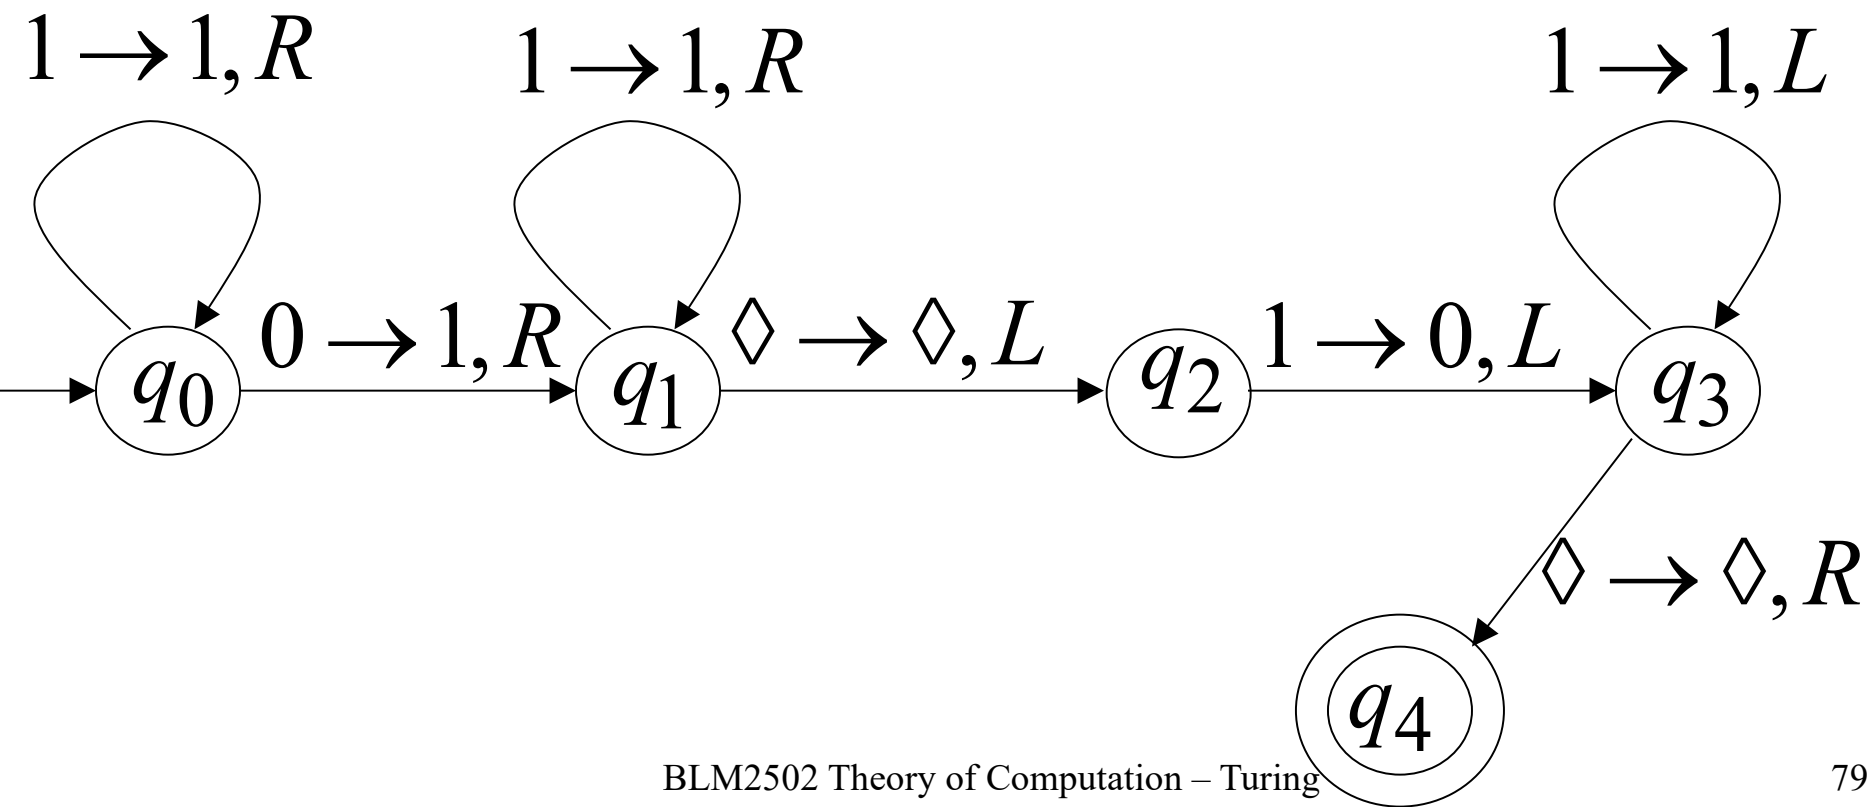 1 → 1, R
1 → 1, R
1 → 1, L
0 → 1, R
◊ → ◊, L
1 → 0, L
q0
q1
q2
q3
◊ → ◊, R
q4
BLM2502 Theory of Computation – Turing
79